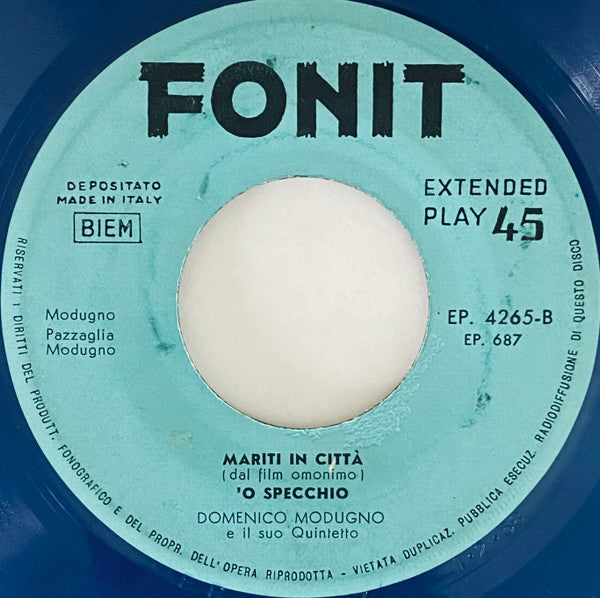 FONIT
DEPOSITATO
MADE IN ITALY
BIEM
EXTENDED
PLAY 45
Modugno
Pazzaglia
Modugno
EP. 4265-B
EP. 687
MARITI IN CITTÀ
(dal film omonimo)
'O SPECCHIO
DOMENICO MODUGNO
e il suo Quintetto
RISERVATI I DIRITTI DEL PRODUTT. FONOGRAFICO E DEL PROPR. DELL'OPERA RIPRODOTTA - VIETATA DUPLICAZ. PUBBLICA ESECUZ. RADIODIFFUSIONE DI QUESTO DISCO